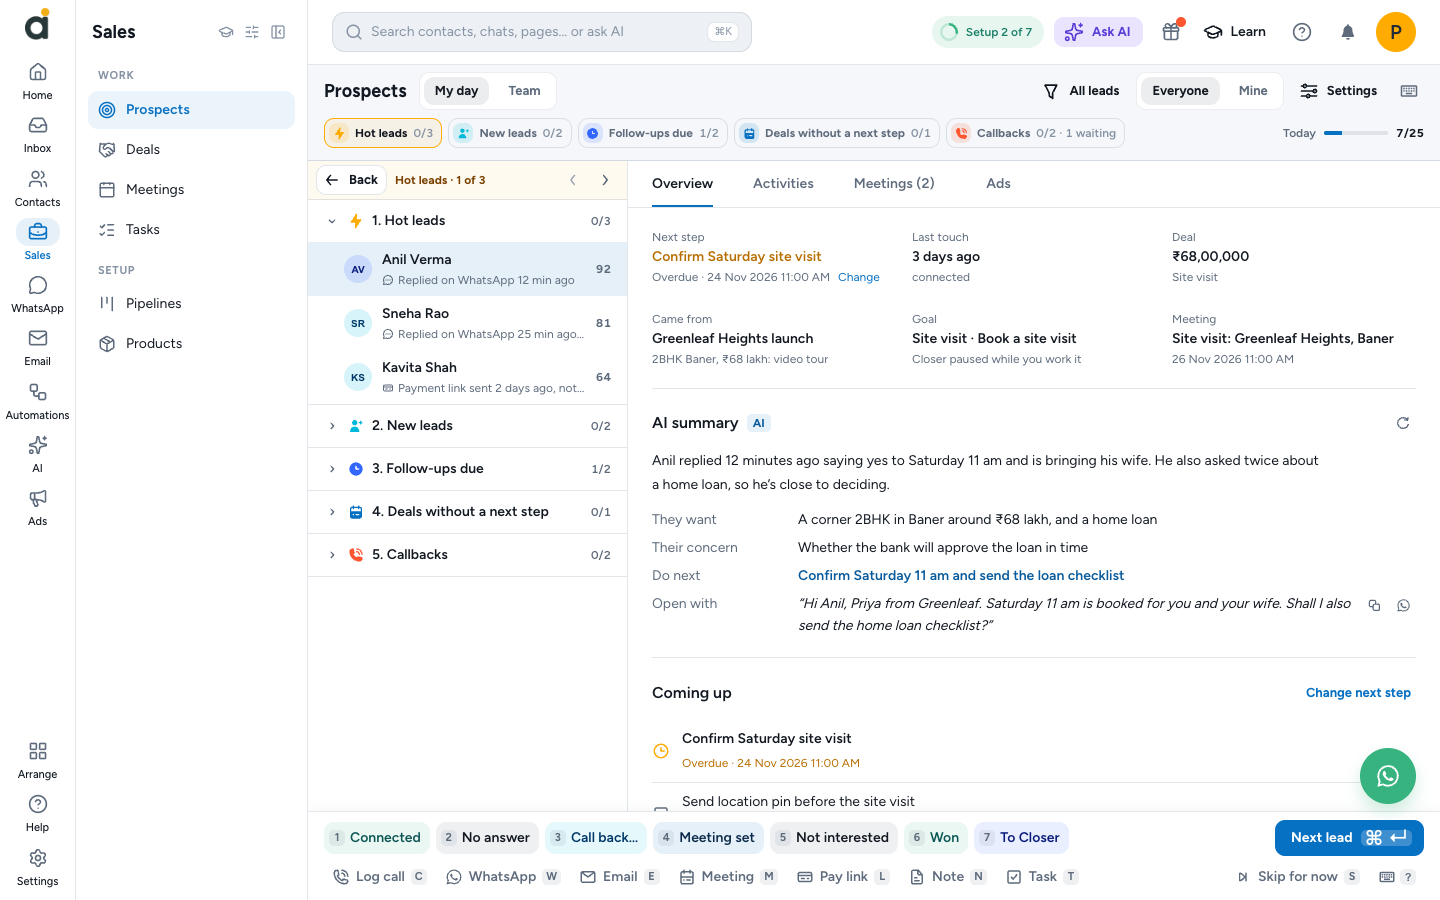 Sales
Search contacts, chats, pages... or ask AI
⌘K
Setup 2 of 7
Ask AI
Learn
P
Home
Inbox
Contacts
Sales
WhatsApp
Email
Automations
AI
Ads
Arrange
Help
Settings
WORK
Prospects
Deals
Meetings
Tasks
SETUP
Pipelines
Products
Prospects
My day
Team
All leads
Everyone
Mine
Settings
Hot leads 0/3
New leads 0/2
Follow-ups due 1/2
Deals without a next step 0/1
Callbacks 0/2 · 1 waiting
Today
7/25
Back
Hot leads · 1 of 3
1. Hot leads
0/3
AV
Anil Verma
Replied on WhatsApp 12 min ago
92
SR
Sneha Rao
Replied on WhatsApp 25 min ago...
81
KS
Kavita Shah
Payment link sent 2 days ago, not...
64
2. New leads
0/2
3. Follow-ups due
1/2
4. Deals without a next step
0/1
5. Callbacks
0/2
Overview
Activities
Meetings (2)
Ads
Next step
Confirm Saturday site visit
Overdue · 24 Nov 2026 11:00 AM Change
Last touch
3 days ago
connected
Deal
₹68,00,000
Site visit
Came from
Greenleaf Heights launch
2BHK Baner, ₹68 lakh: video tour
Goal
Site visit · Book a site visit
Closer paused while you work it
Meeting
Site visit: Greenleaf Heights, Baner
26 Nov 2026 11:00 AM
AI summary
AI
Anil replied 12 minutes ago saying yes to Saturday 11 am and is bringing his wife. He also asked twice about
a home loan, so he's close to deciding.
They want
A corner 2BHK in Baner around ₹68 lakh, and a home loan
Their concern
Whether the bank will approve the loan in time
Do next
Confirm Saturday 11 am and send the loan checklist
Open with
"Hi Anil, Priya from Greenleaf. Saturday 11 am is booked for you and your wife. Shall I also
send the home loan checklist?"
Coming up
Change next step
Confirm Saturday site visit
Overdue · 24 Nov 2026 11:00 AM
Send location pin before the site visit
1 Connected
2 No answer
3 Call back...
4 Meeting set
5 Not interested
6 Won
7 To Closer
Next lead ⌘ ↵
Log call C
WhatsApp W
Email E
Meeting M
Pay link L
Note N
Task T
Skip for now S
?